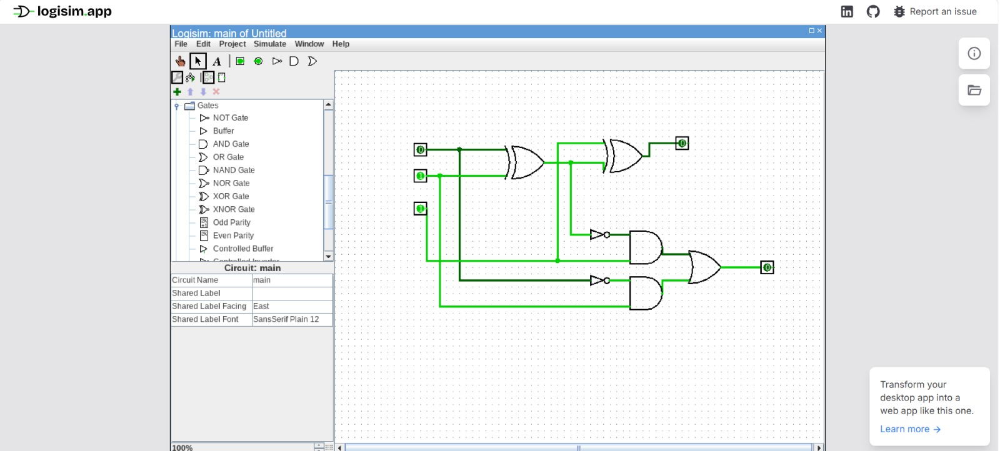 logisim.app
Report an issue
Logisim: main of Untitled
File Edit Project Simulate Window Help
A
Gates
NOT Gate
Buffer
AND Gate
OR Gate
NAND Gate
NOR Gate
XOR Gate
XNOR Gate
Odd Parity
Even Parity
Controlled Buffer
Controlled Inverter
Circuit: main
Circuit Name main
Shared Label
Shared Label Facing East
Shared Label Font SansSerif Plain 12
100%
0
0
1
1
0
Transform your
desktop app into a
web app like this one.
Learn more →